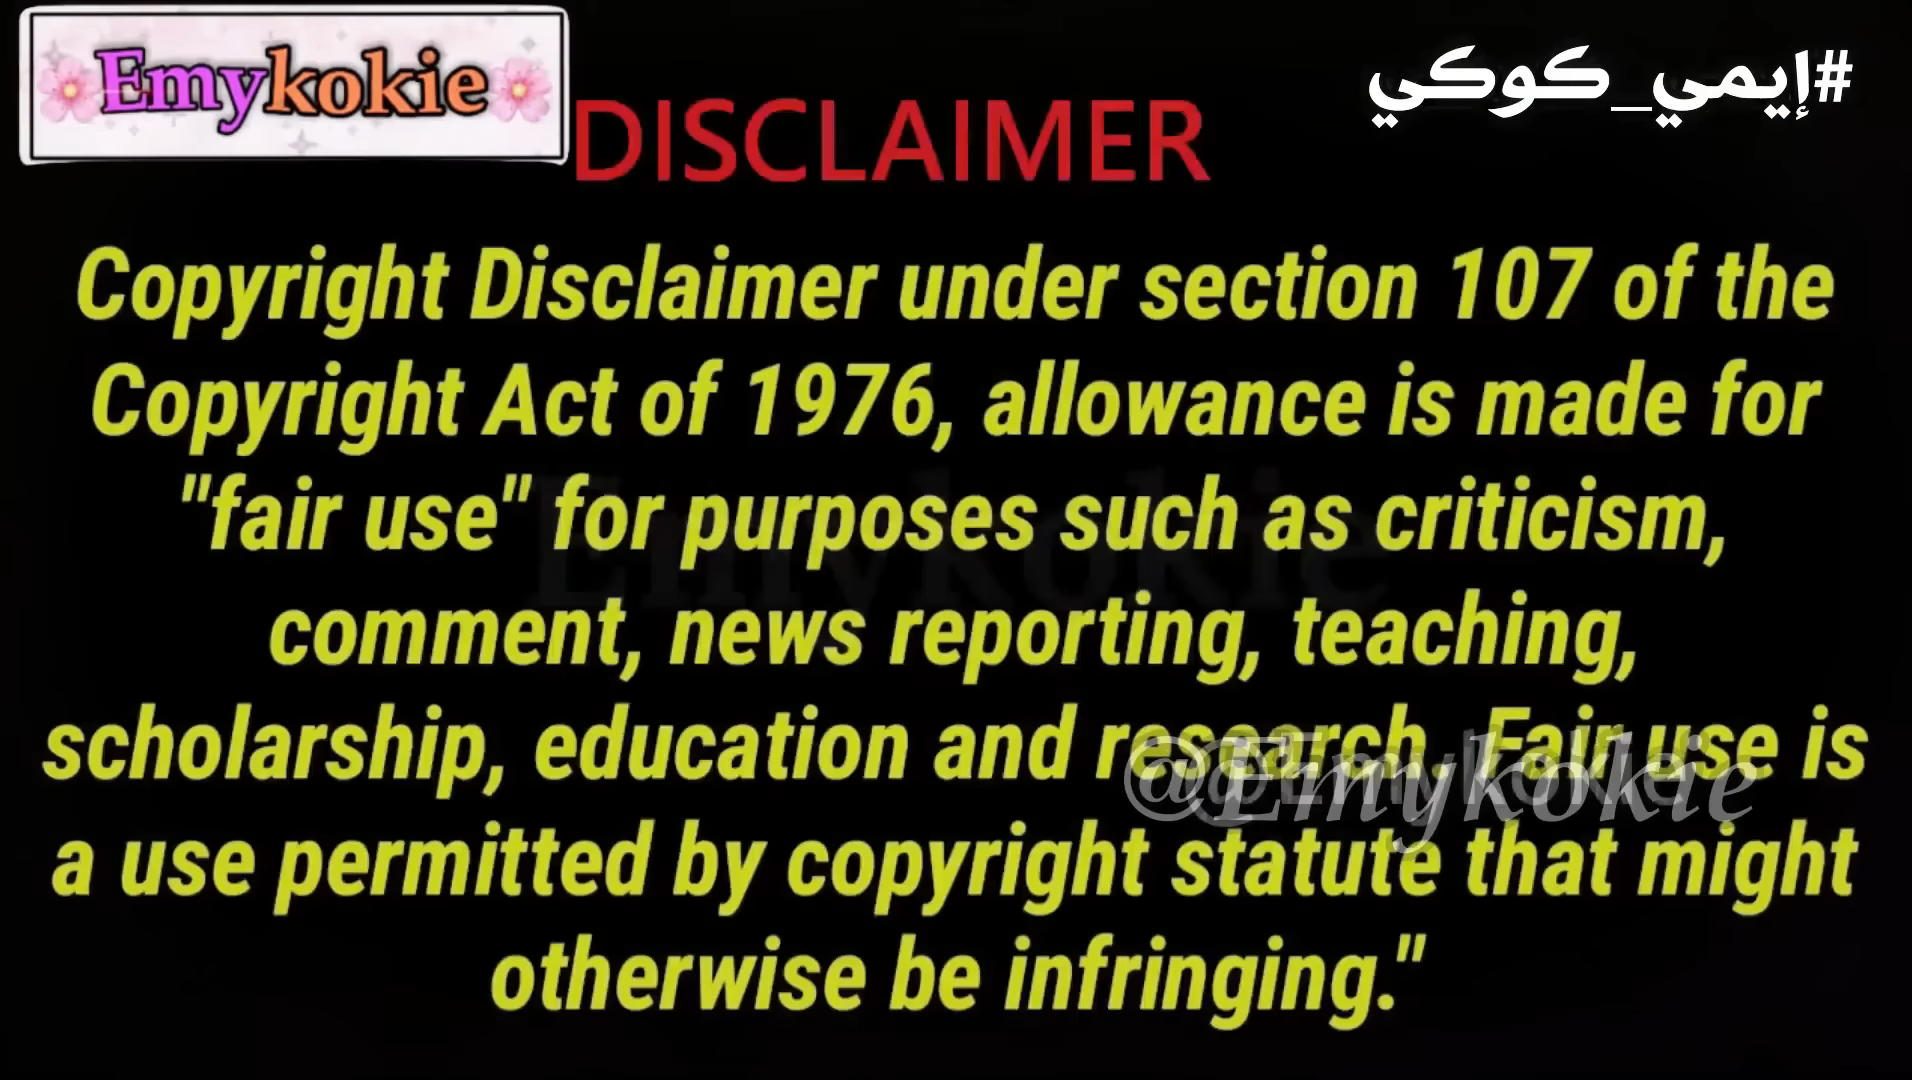 Emykokie
#إيمي_كوكي
DISCLAIMER
Copyright Disclaimer under section 107 of the
Copyright Act of 1976, allowance is made for
"fair use" for purposes such as criticism,
Emykokie
comment, news reporting, teaching,
scholarship, education and research. Fair use is
@Emykokie
a use permitted by copyright statute that might
otherwise be infringing."